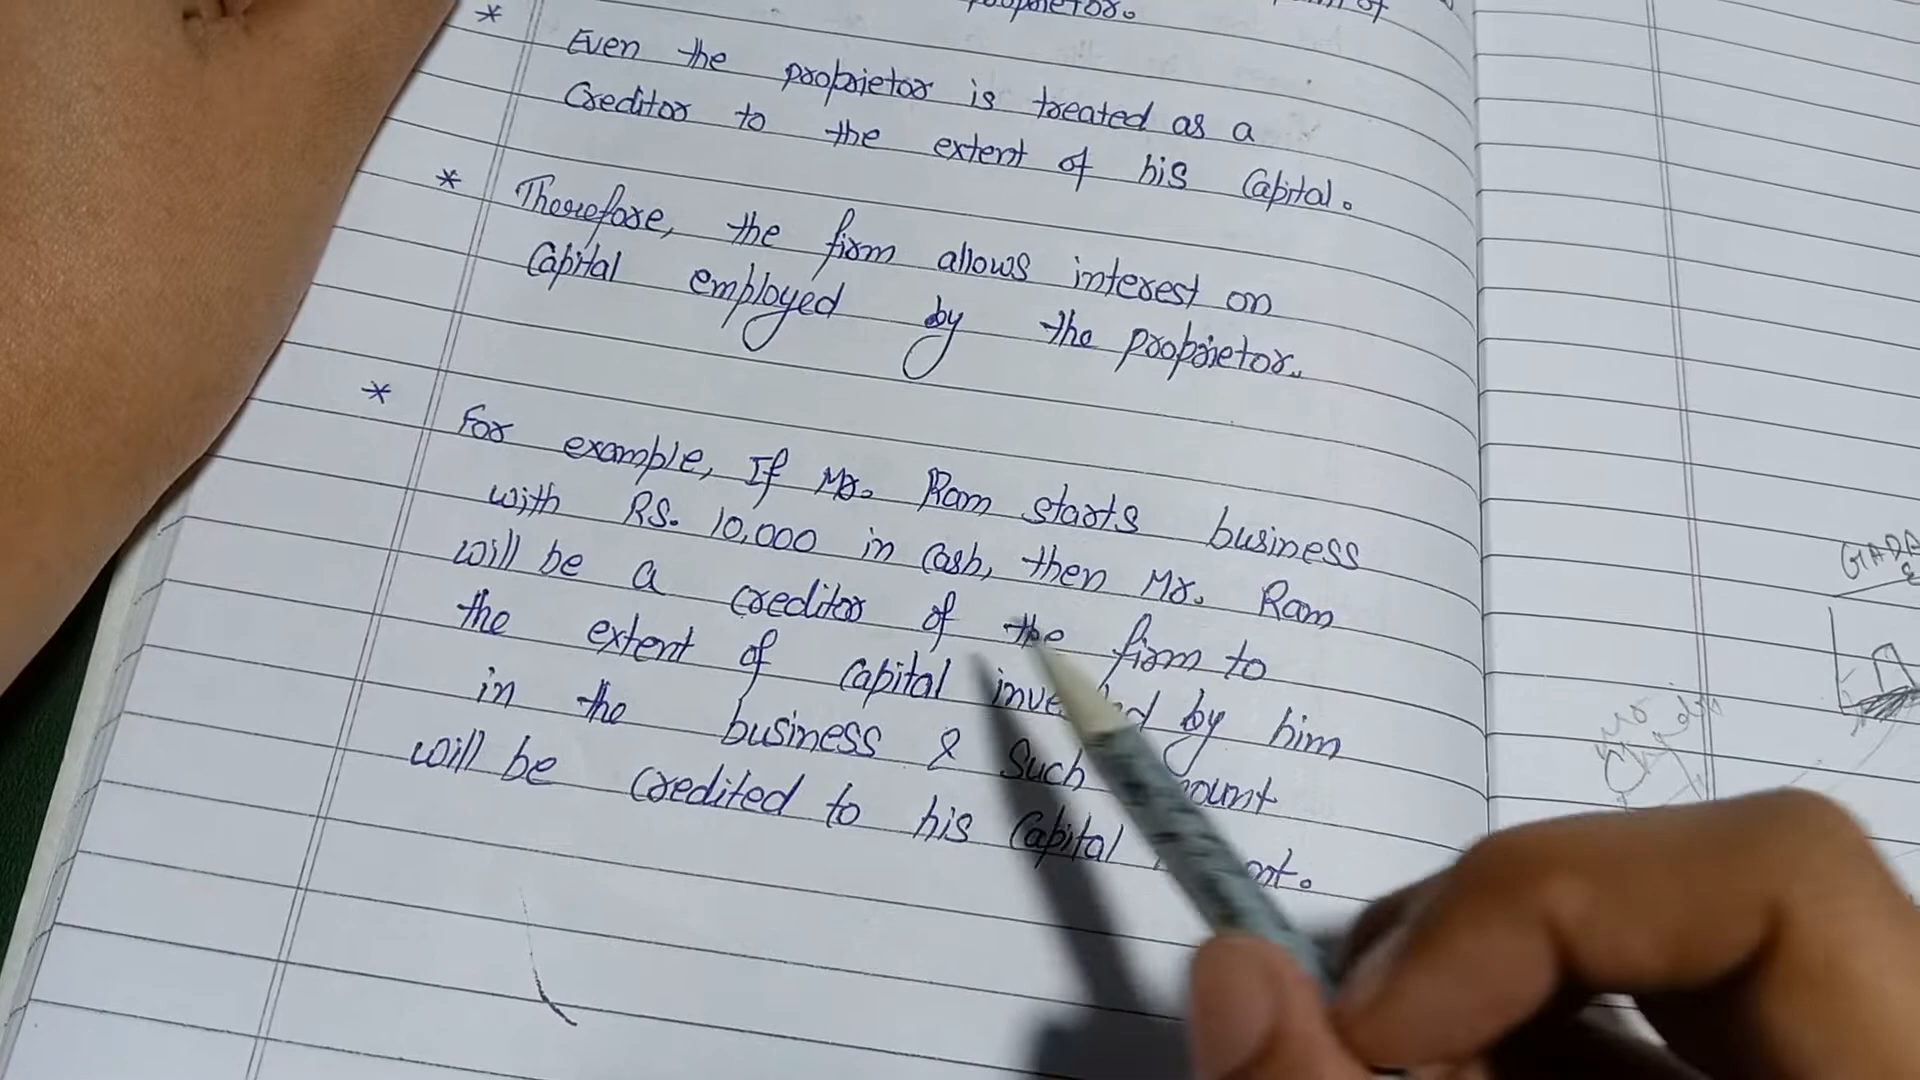 proprietor.
of
* Even the proprietor is treated as a
Creditor to the extent of his Capital.
* Therefore, the firm allows interest on
Capital employed by the proprietor.
* For example, If Mr. Ram starts business
with RS. 10,000 in Cash, then Mr. Ram
will be a creditor of the firm to
the extent of Capital by him
in the business & Such
will be credited to his Capital